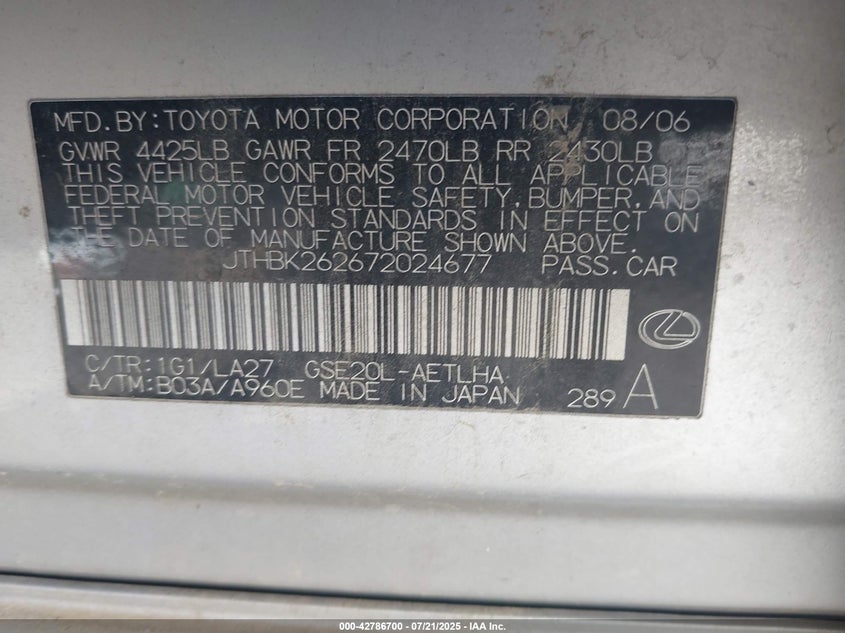 MFD.BY:TOYOTA MOTOR CORPORATION 08/06
GVWR 4425LB GAWR FR 2470LB RR 2430LB
THIS VEHICLE CONFORMS TO ALL APPLICABLE
FEDERAL MOTOR VEHICLE SAFETY,BUMPER,AND
THEFT PREVENTION STANDARDS IN EFFECT ON
THE DATE OF MANUFACTURE SHOWN ABOVE.
JTHBK262672024677 PASS.CAR
C/TR:1G1/LA27 GSE20L-AETLHA
A/TM:B03A/A960E MADE IN JAPAN 289 A
000-42786700 / 07/21/2025 - IAA Inc.